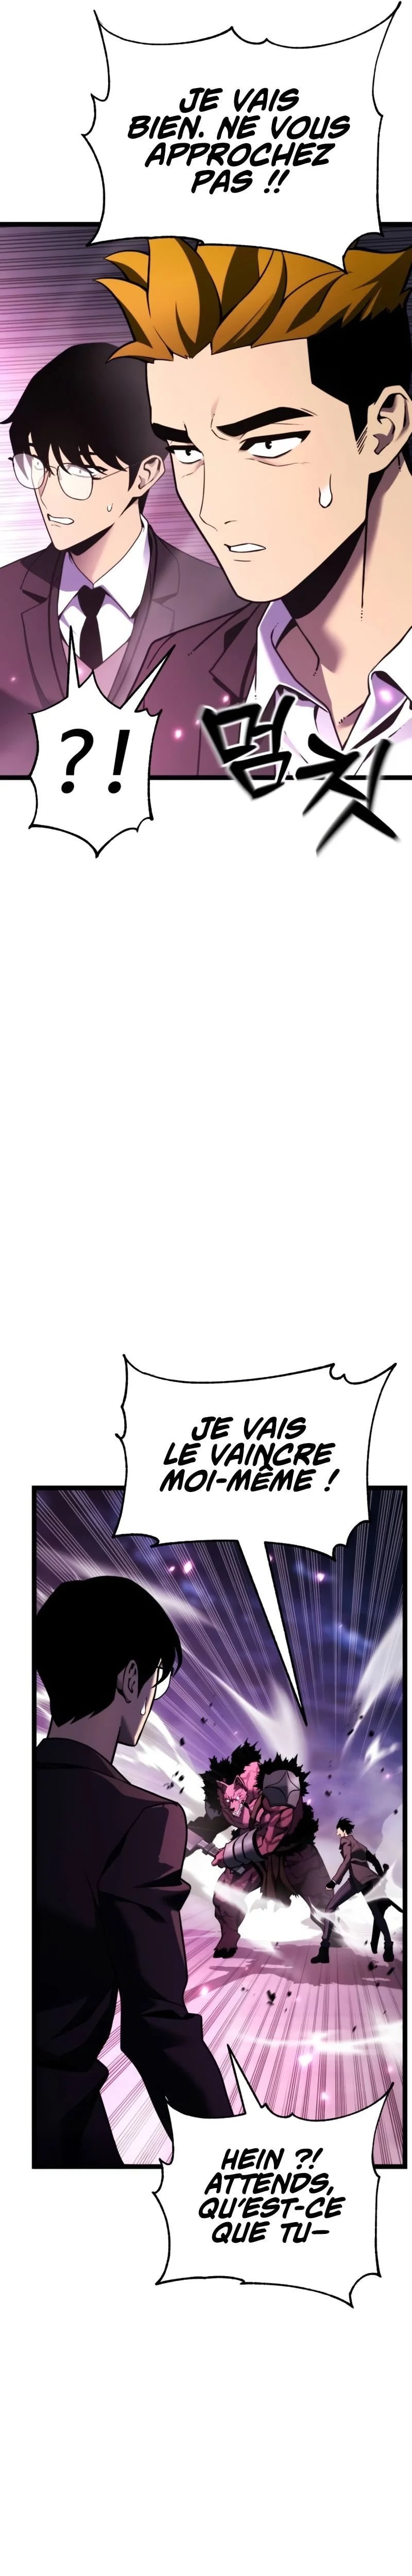 JE VAIS
BIEN. NE VOUS
APPROCHEZ
PAS !!
?!
멈칫
JE VAIS
LE VAINCRE
MOI-MÊME !
HEIN ?!
ATTENDS,
QU'EST-CE
QUE TU—